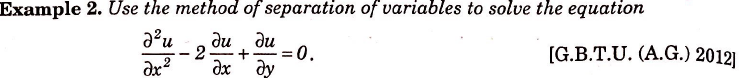 Example 2. Use the method of separation of variables to solve the equation
∂²u/∂x² − 2 ∂u/∂x + ∂u/∂y = 0. [G.B.T.U. (A.G.) 2012]